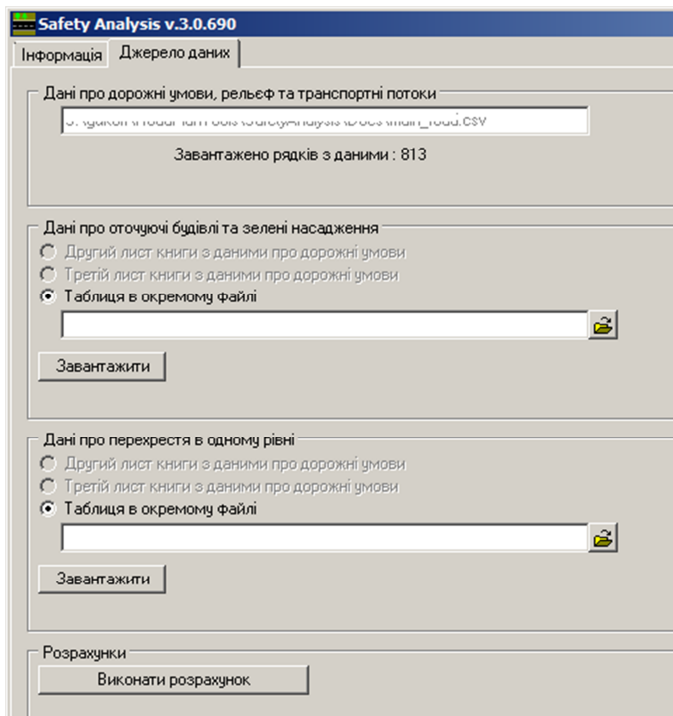 Safety Analysis v.3.0.690
Інформація Джерело даних
Дані про дорожні умови, рельєф та транспортні потоки
main_road.csv
Завантажено рядків з даними : 813
Дані про оточуючі будівлі та зелені насадження
Другий лист книги з даними про дорожні умови
Третій лист книги з даними про дорожні умови
Таблиця в окремому файлі
Завантажити
Дані про перехрестя в одному рівні
Другий лист книги з даними про дорожні умови
Третій лист книги з даними про дорожні умови
Таблиця в окремому файлі
Завантажити
Розрахунки
Виконати розрахунок